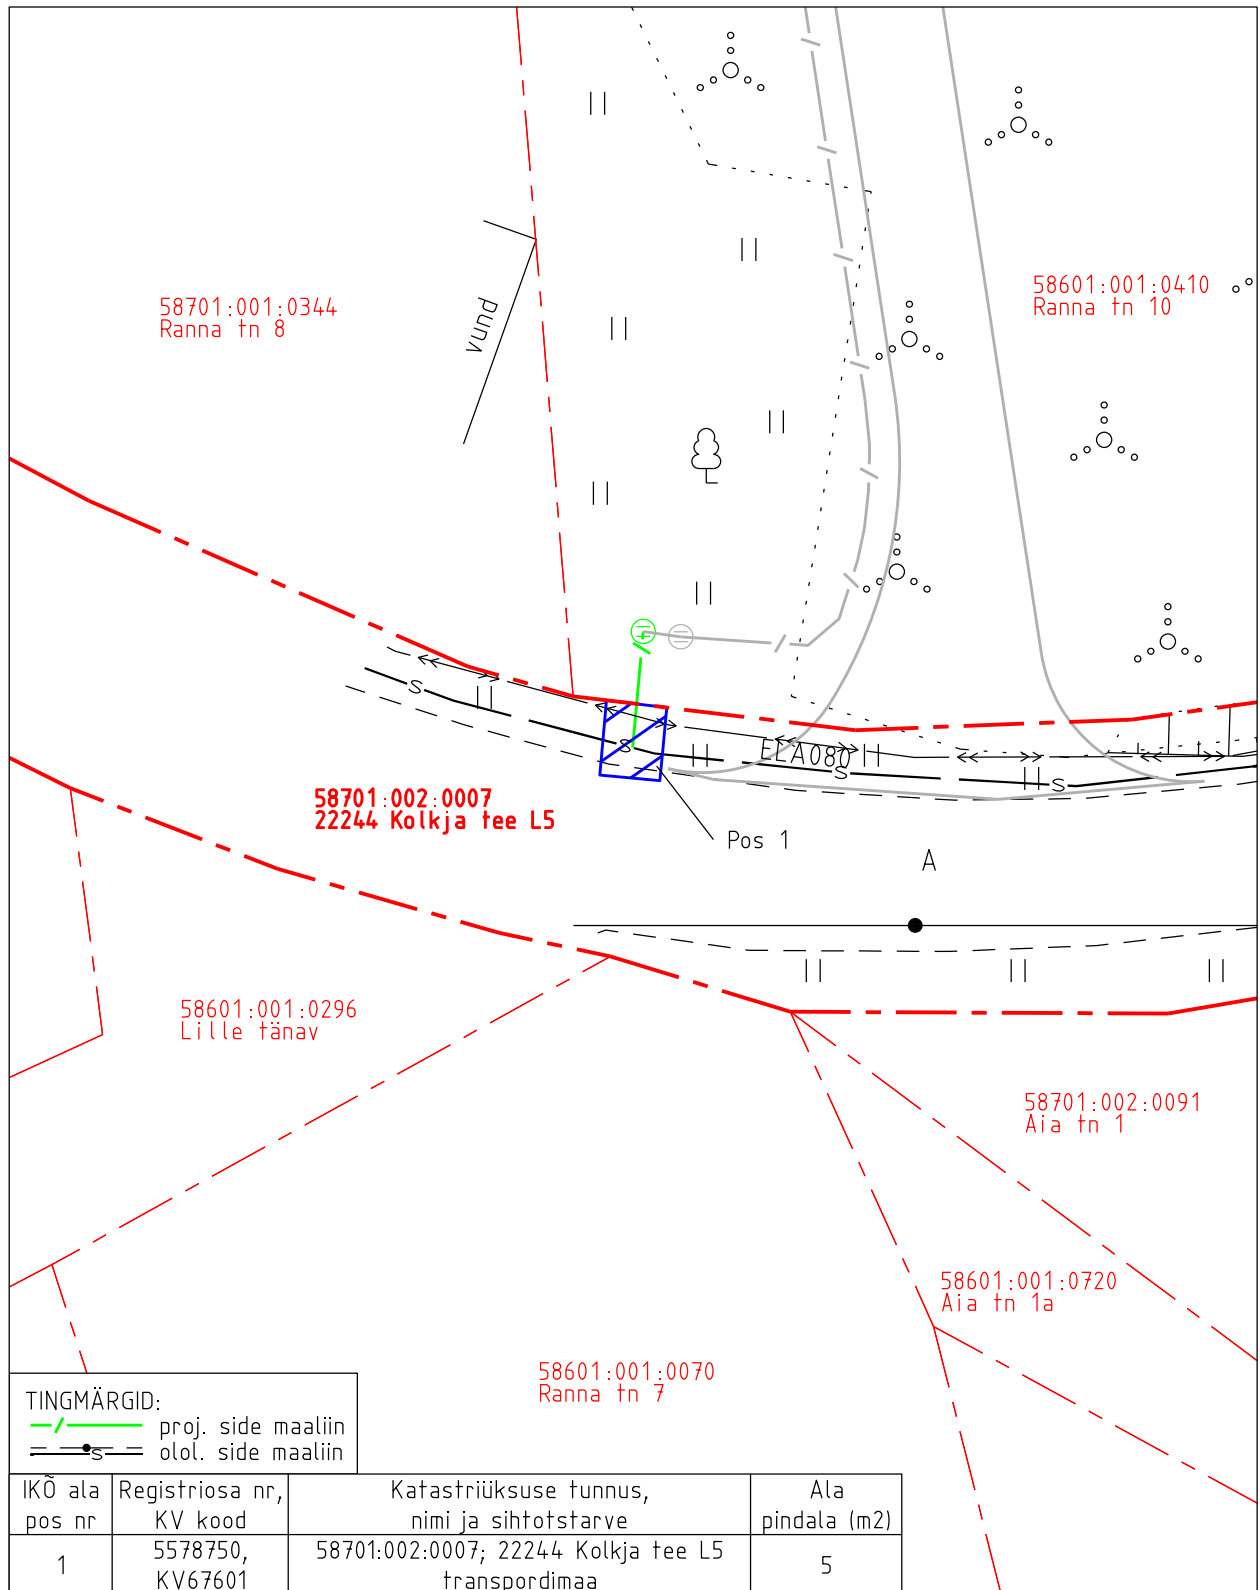 58701:001:0344
Ranna tn 8
vund
58601:001:0410
Ranna tn 10
ELA080
S
S
S
S
58701:002:0007
22244 Kolkja tee L5
Pos 1
A
58601:001:0296
Lille tänav
58701:002:0091
Aia tn 1
58601:001:0720
Aia tn 1a
58601:001:0070
Ranna tn 7
TINGMÄRGID:
proj. side maaliin
S
olol. side maaliin
IKÕ ala
pos nr
Registriosa nr,
KV kood
Katastriüksuse tunnus,
nimi ja sihtotstarve
Ala
pindala (m2)
1
5578750,
KV67601
58701:002:0007; 22244 Kolkja tee L5
transpordimaa
5